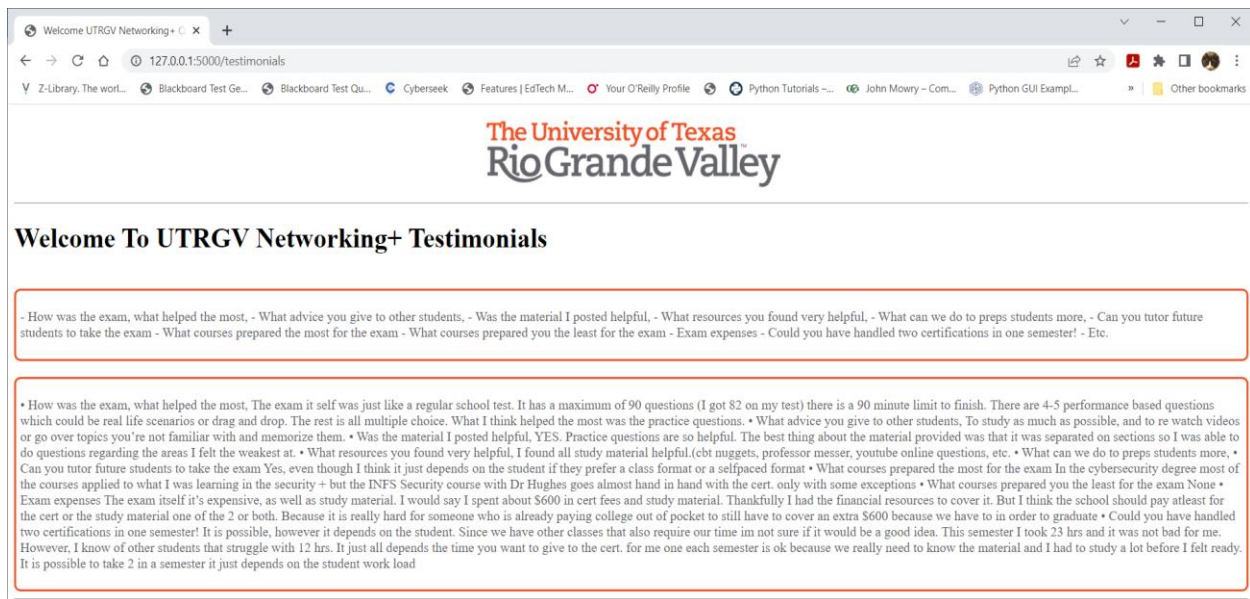 Welcome UTRGV Networking+ Q
127.0.0.1:5000/testimonials
Z-Library. The worl... Blackboard Test Ge... Blackboard Test Qu... Cyberseek Features | EdTech M... Your O'Reilly Profile Python Tutorials –... John Mowry – Com... Python GUI Exampl... » Other bookmarks
The University of Texas
Rio Grande Valley
Welcome To UTRGV Networking+ Testimonials
- How was the exam, what helped the most, - What advice you give to other students, - Was the material I posted helpful, - What resources you found very helpful, - What can we do to preps students more, - Can you tutor future
students to take the exam - What courses prepared the most for the exam - What courses prepared you the least for the exam - Exam expenses - Could you have handled two certifications in one semester! - Etc.
• How was the exam, what helped the most, The exam it self was just like a regular school test. It has a maximum of 90 questions (I got 82 on my test) there is a 90 minute limit to finish. There are 4-5 performance based questions
which could be real life scenarios or drag and drop. The rest is all multiple choice. What I think helped the most was the practice questions. • What advice you give to other students, To study as much as possible, and to re watch videos
or go over topics you're not familiar with and memorize them. • Was the material I posted helpful, YES. Practice questions are so helpful. The best thing about the material provided was that it was separated on sections so I was able to
do questions regarding the areas I felt the weakest at. • What resources you found very helpful, I found all study material helpful.(cbt nuggets, professor messer, youtube online questions, etc. • What can we do to preps students more, •
Can you tutor future students to take the exam Yes, even though I think it just depends on the student if they prefer a class format or a selfpaced format • What courses prepared the most for the exam In the cybersecurity degree most of
the courses applied to what I was learning in the security + but the INFS Security course with Dr Hughes goes almost hand in hand with the cert. only with some exceptions • What courses prepared you the least for the exam None •
Exam expenses The exam itself it's expensive, as well as study material. I would say I spent about $600 in cert fees and study material. Thankfully I had the financial resources to cover it. But I think the school should pay atleast for
the cert or the study material one of the 2 or both. Because it is really hard for someone who is already paying college out of pocket to still have to cover an extra $600 because we have to in order to graduate • Could you have handled
two certifications in one semester! It is possible, however it depends on the student. Since we have other classes that also require our time im not sure if it would be a good idea. This semester I took 23 hrs and it was not bad for me.
However, I know of other students that struggle with 12 hrs. It just all depends the time you want to give to the cert. for me one each semester is ok because we really need to know the material and I had to study a lot before I felt ready.
It is possible to take 2 in a semester it just depends on the student work load